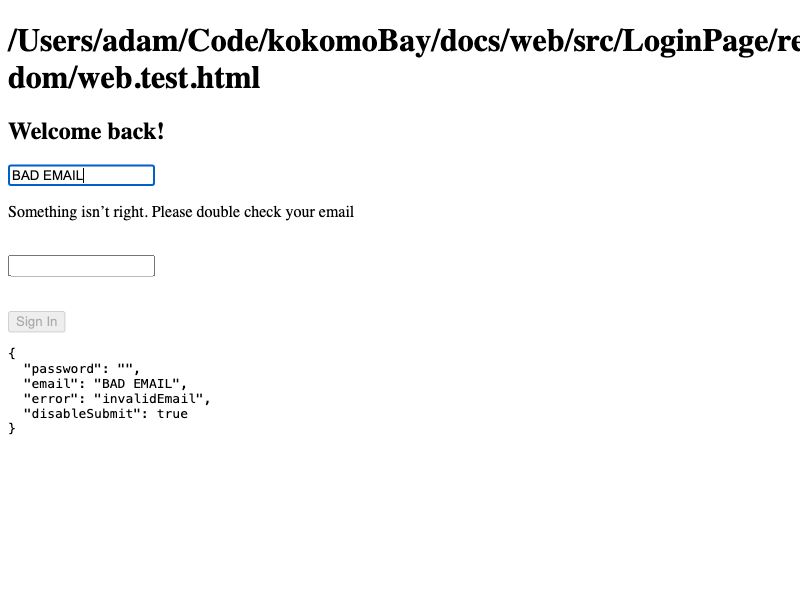 /Users/adam/Code/kokomoBay/docs/web/src/LoginPage/re
dom/web.test.html
Welcome back!
BAD EMAIL
Something isn’t right. Please double check your email
Sign In
{
  "password": "",
  "email": "BAD EMAIL",
  "error": "invalidEmail",
  "disableSubmit": true
}